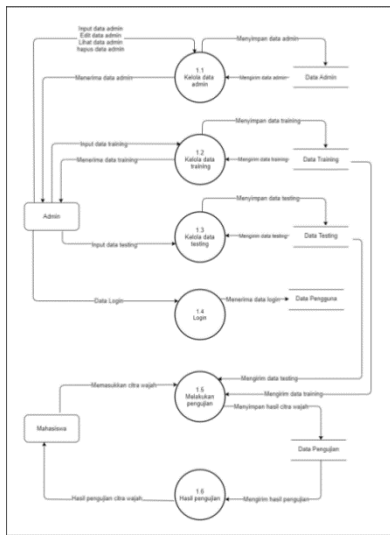 Input data admin
Edit data admin
Lihat data admin
hapus data admin
Menyimpan data admin
1.1
Kelola data
admin
Menerima data admin
Mengirim data admin
Data Admin
Input data training
Menyimpan data training
1.2
Kelola data
training
Menerima data training
Mengirim data training
Data Training
Menyimpan data testing
Admin
1.3
Kelola data
testing
Input data testing
Mengirim data testing
Data Testing
Data Login
1.4
Login
Menerima data login
Data Pengguna
Memasukkan citra wajah
1.5
Melakukan
pengujian
Mengirim data testing
Mengirim data training
Menyimpan hasil citra wajah
Mahasiswa
Data Pengujian
Hasil pengujian citra wajah
1.6
Hasil pengujian
Mengirim hasil pengujian